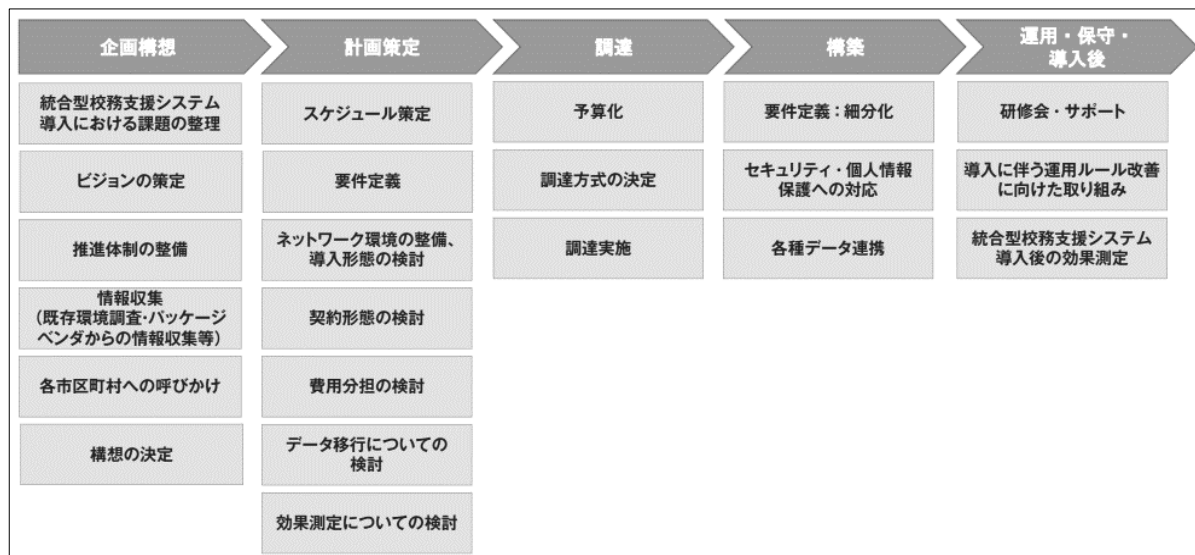 企画構想
統合型校務支援システム
導入における課題の整理
ビジョンの策定
推進体制の整備
情報収集
（既存環境調査・パッケージ
ベンダからの情報収集等）
各市区町村への呼びかけ
構想の決定
計画策定
スケジュール策定
要件定義
ネットワーク環境の整備、
導入形態の検討
契約形態の検討
費用分担の検討
データ移行についての
検討
効果測定についての検討
調達
予算化
調達方式の決定
調達実施
構築
要件定義：細分化
セキュリティ・個人情報
保護への対応
各種データ連携
運用・保守・
導入後
研修会・サポート
導入に伴う運用ルール改善
に向けた取り組み
統合型校務支援システム
導入後の効果測定